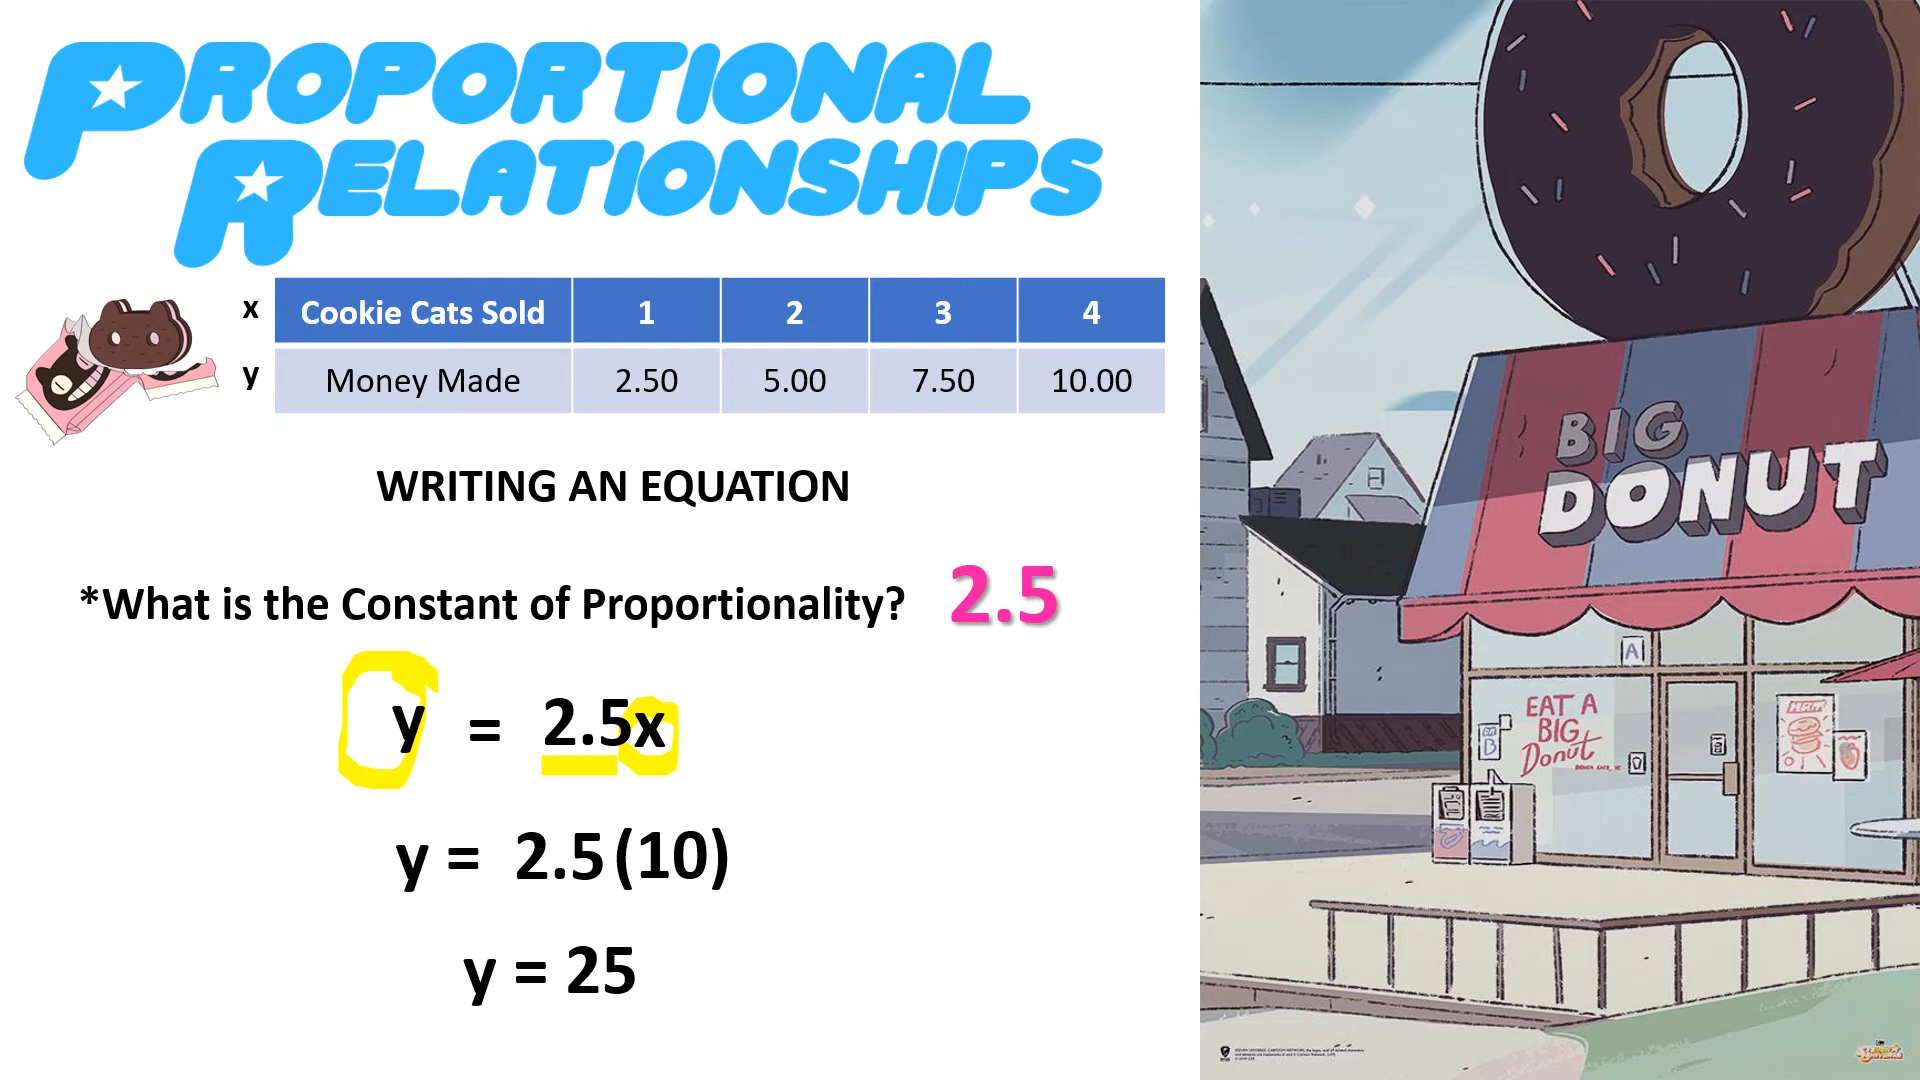 PROPORTIONAL
RELATIONSHIPS
x Cookie Cats Sold 1 2 3 4
y Money Made 2.50 5.00 7.50 10.00
WRITING AN EQUATION
*What is the Constant of Proportionality? 2.5
y = 2.5x
y = 2.5(10)
y = 25
BIG
DONUT
A
EAT A
BIG
Donut
B